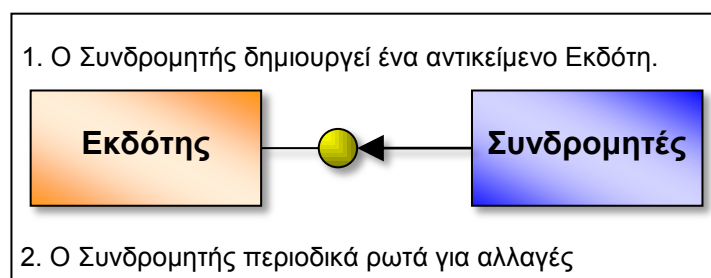 1. Ο Συνδρομητής δημιουργεί ένα αντικείμενο Εκδότη.
Εκδότης
Συνδρομητές
2. Ο Συνδρομητής περιοδικά ρωτά για αλλαγές